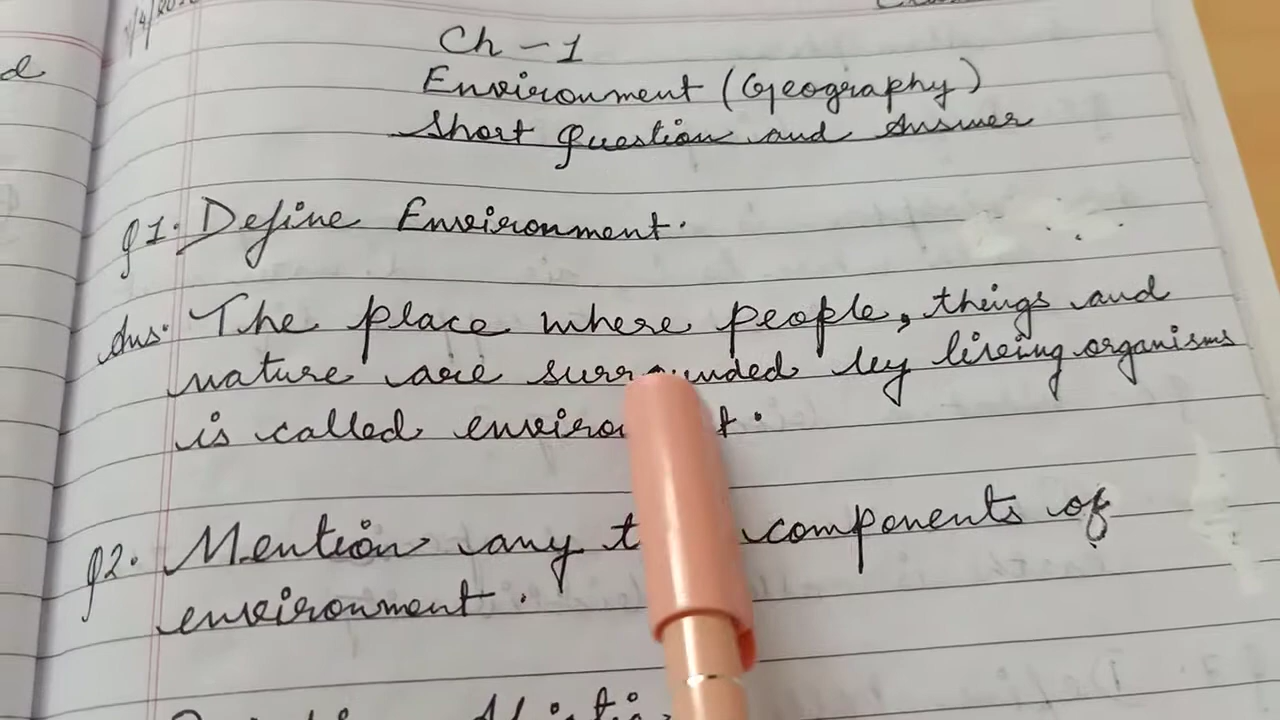 Ch - 1
Environment (Geography)
Short Question and Answer
Q1. Define Environment.
Ans. The place where people, things and
nature are surrounded by living organisms
is called
Q2. Mention any components of
environment.